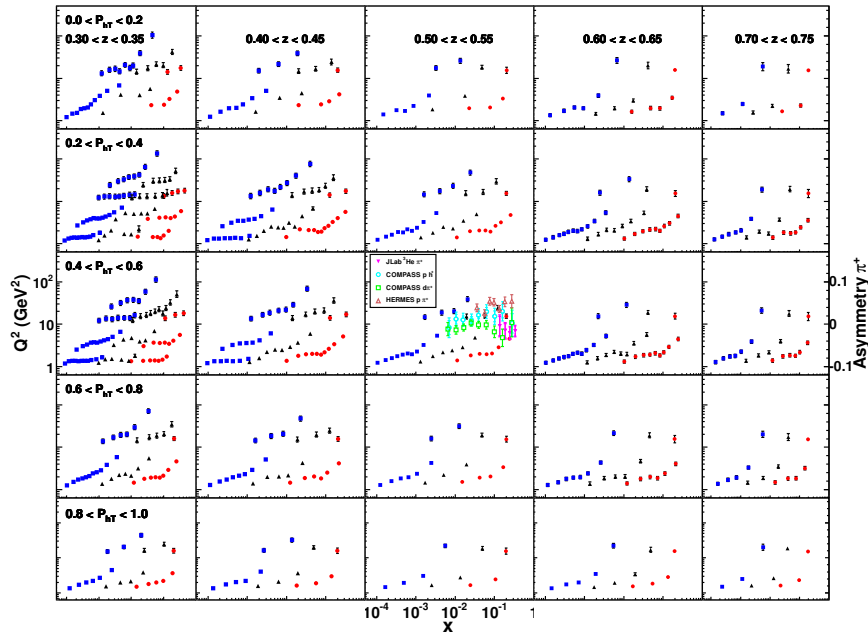 0.0 < P_hT < 0.2
0.30 < z < 0.35
0.40 < z < 0.45
0.50 < z < 0.55
0.60 < z < 0.65
0.70 < z < 0.75
0.2 < P_hT < 0.4
0.4 < P_hT < 0.6
0.6 < P_hT < 0.8
0.8 < P_hT < 1.0
Q² (GeV²)
10²
10
1
JLab ³He π⁺
COMPASS p h⁺
COMPASS dπ⁺
HERMES p π⁺
0.1
0
-0.1
Asymmetry π⁺
10⁻⁴
10⁻³
10⁻²
10⁻¹
1
x